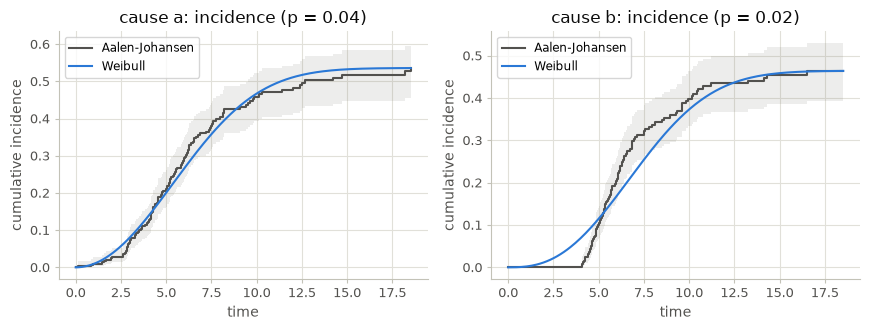 cause a: incidence (p = 0.04)
Aalen-Johansen
Weibull
cumulative incidence
0.6
0.5
0.4
0.3
0.2
0.1
0.0
0.0 2.5 5.0 7.5 10.0 12.5 15.0 17.5
time
cause b: incidence (p = 0.02)
Aalen-Johansen
Weibull
cumulative incidence
0.5
0.4
0.3
0.2
0.1
0.0
0.0 2.5 5.0 7.5 10.0 12.5 15.0 17.5
time